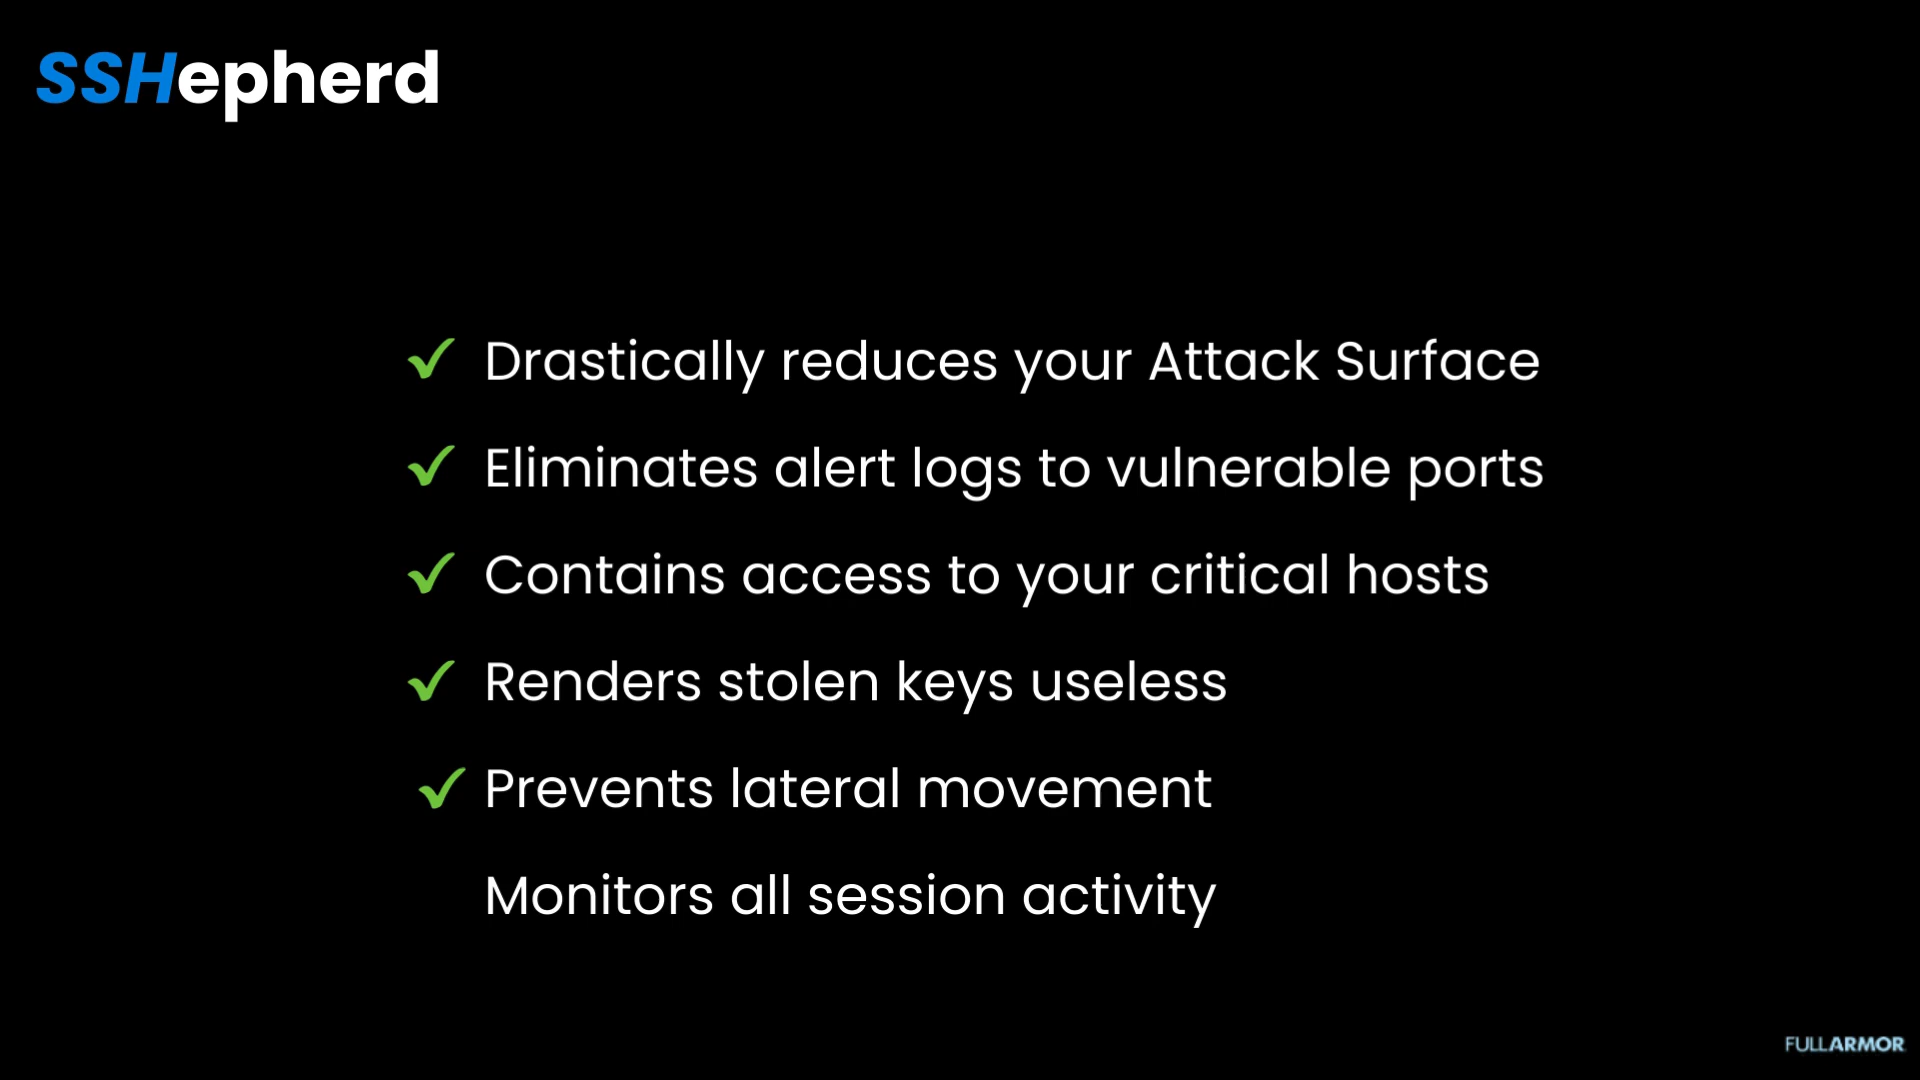 SSHepherd
Drastically reduces your Attack Surface
Eliminates alert logs to vulnerable ports
Contains access to your critical hosts
Renders stolen keys useless
Prevents lateral movement
Monitors all session activity
FULLARMOR